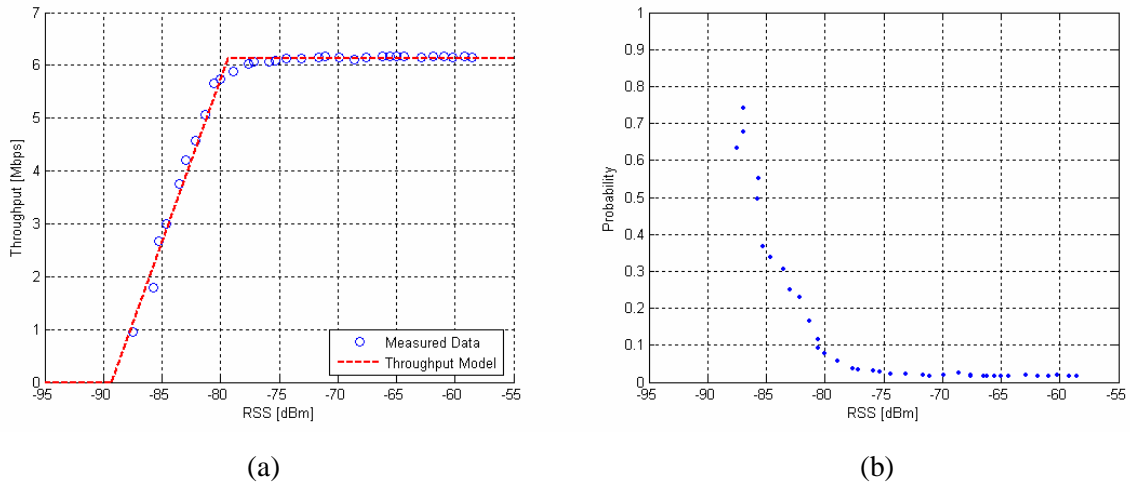 7
6
5
4
3
2
1
0
Throughput [Mbps]
-95 -90 -85 -80 -75 -70 -65 -60 -55
RSS [dBm]
Measured Data
Throughput Model
(a)
1
0.9
0.8
0.7
0.6
0.5
0.4
0.3
0.2
0.1
0
Probability
-95 -90 -85 -80 -75 -70 -65 -60 -55
RSS [dBm]
(b)